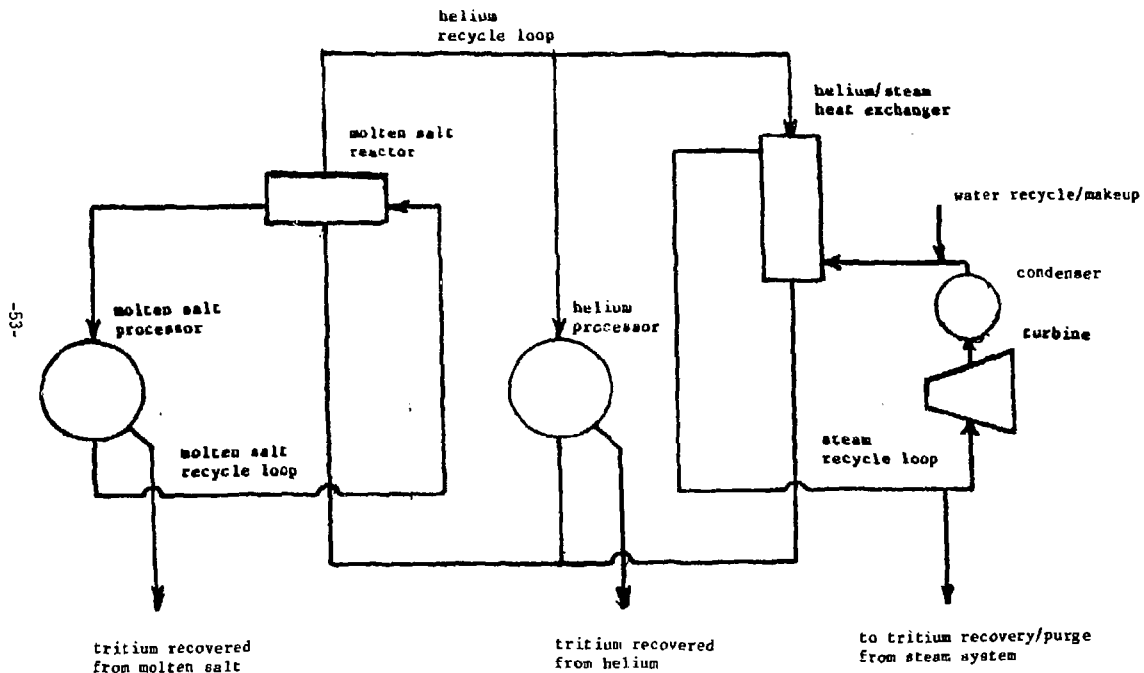 helium
recycle loop
helium/steam
heat exchanger
molten salt
reactor
water recycle/makeup
condenser
molten salt
processor
helium
processor
turbine
-53-
molten salt
recycle loop
steam
recycle loop
tritium recovered
from molten salt
tritium recovered
from helium
to tritium recovery/purge
from steam system